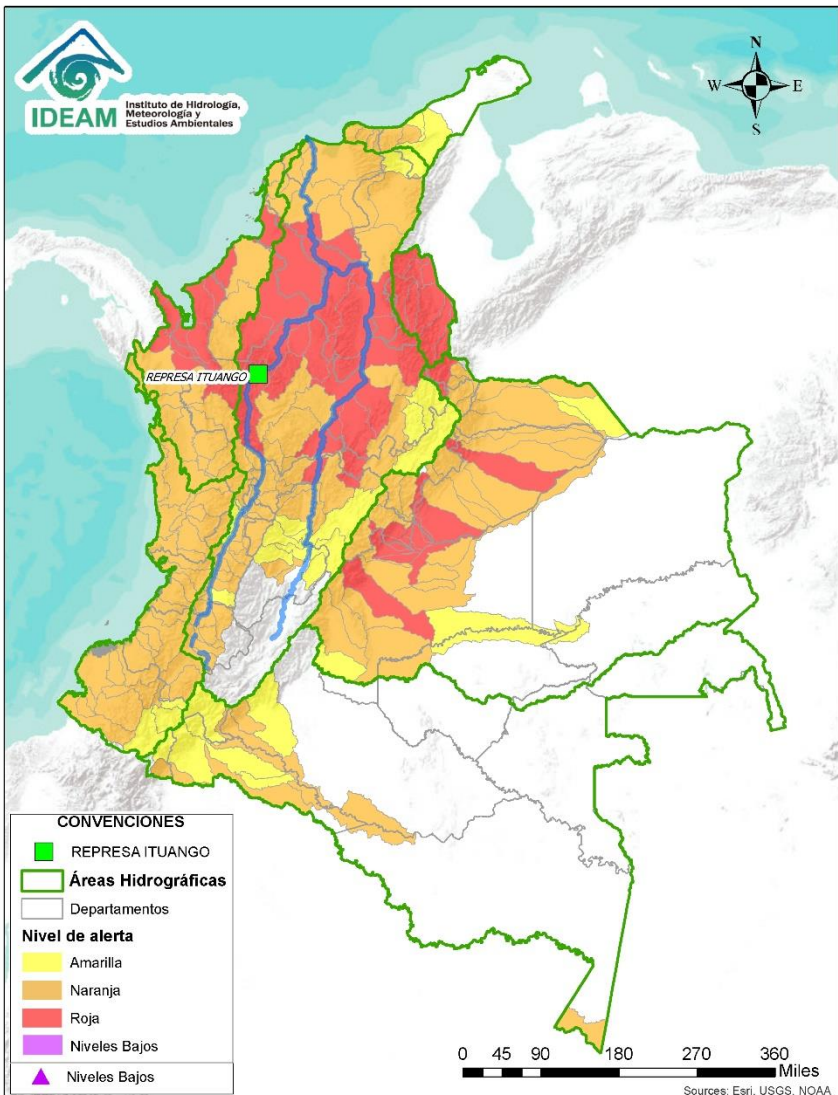 IDEAM
Instituto de Hidrología,
Meteorología y
Estudios Ambientales
N
W
E
S
REPRESA ITUANGO
CONVENCIONES
REPRESA ITUANGO
Áreas Hidrográficas
Departamentos
Nivel de alerta
Amarilla
Naranja
Roja
Niveles Bajos
Niveles Bajos
0 45 90 180 270 360
Miles
Sources: Esri, USGS, NOAA